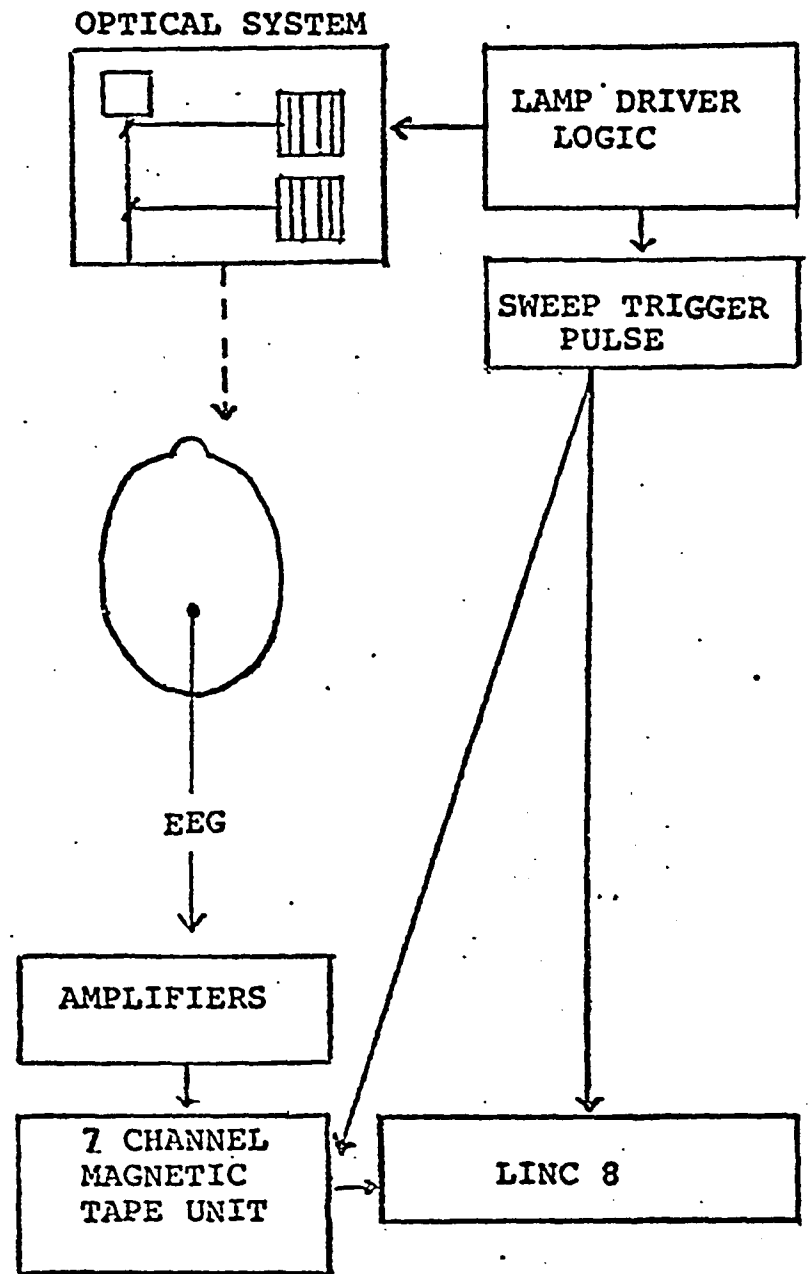 OPTICAL SYSTEM
LAMP DRIVER
LOGIC
SWEEP TRIGGER
PULSE
EEG
AMPLIFIERS
7 CHANNEL
MAGNETIC
TAPE UNIT
LINC 8